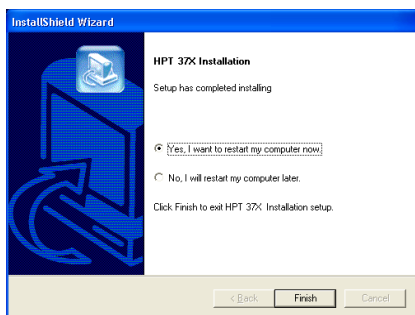 InstallShield Wizard
HPT 37X Installation
Setup has completed installing
Yes, I want to restart my computer now.
No, I will restart my computer later.
Click Finish to exit HPT 37X Installation setup.
< Back Finish Cancel